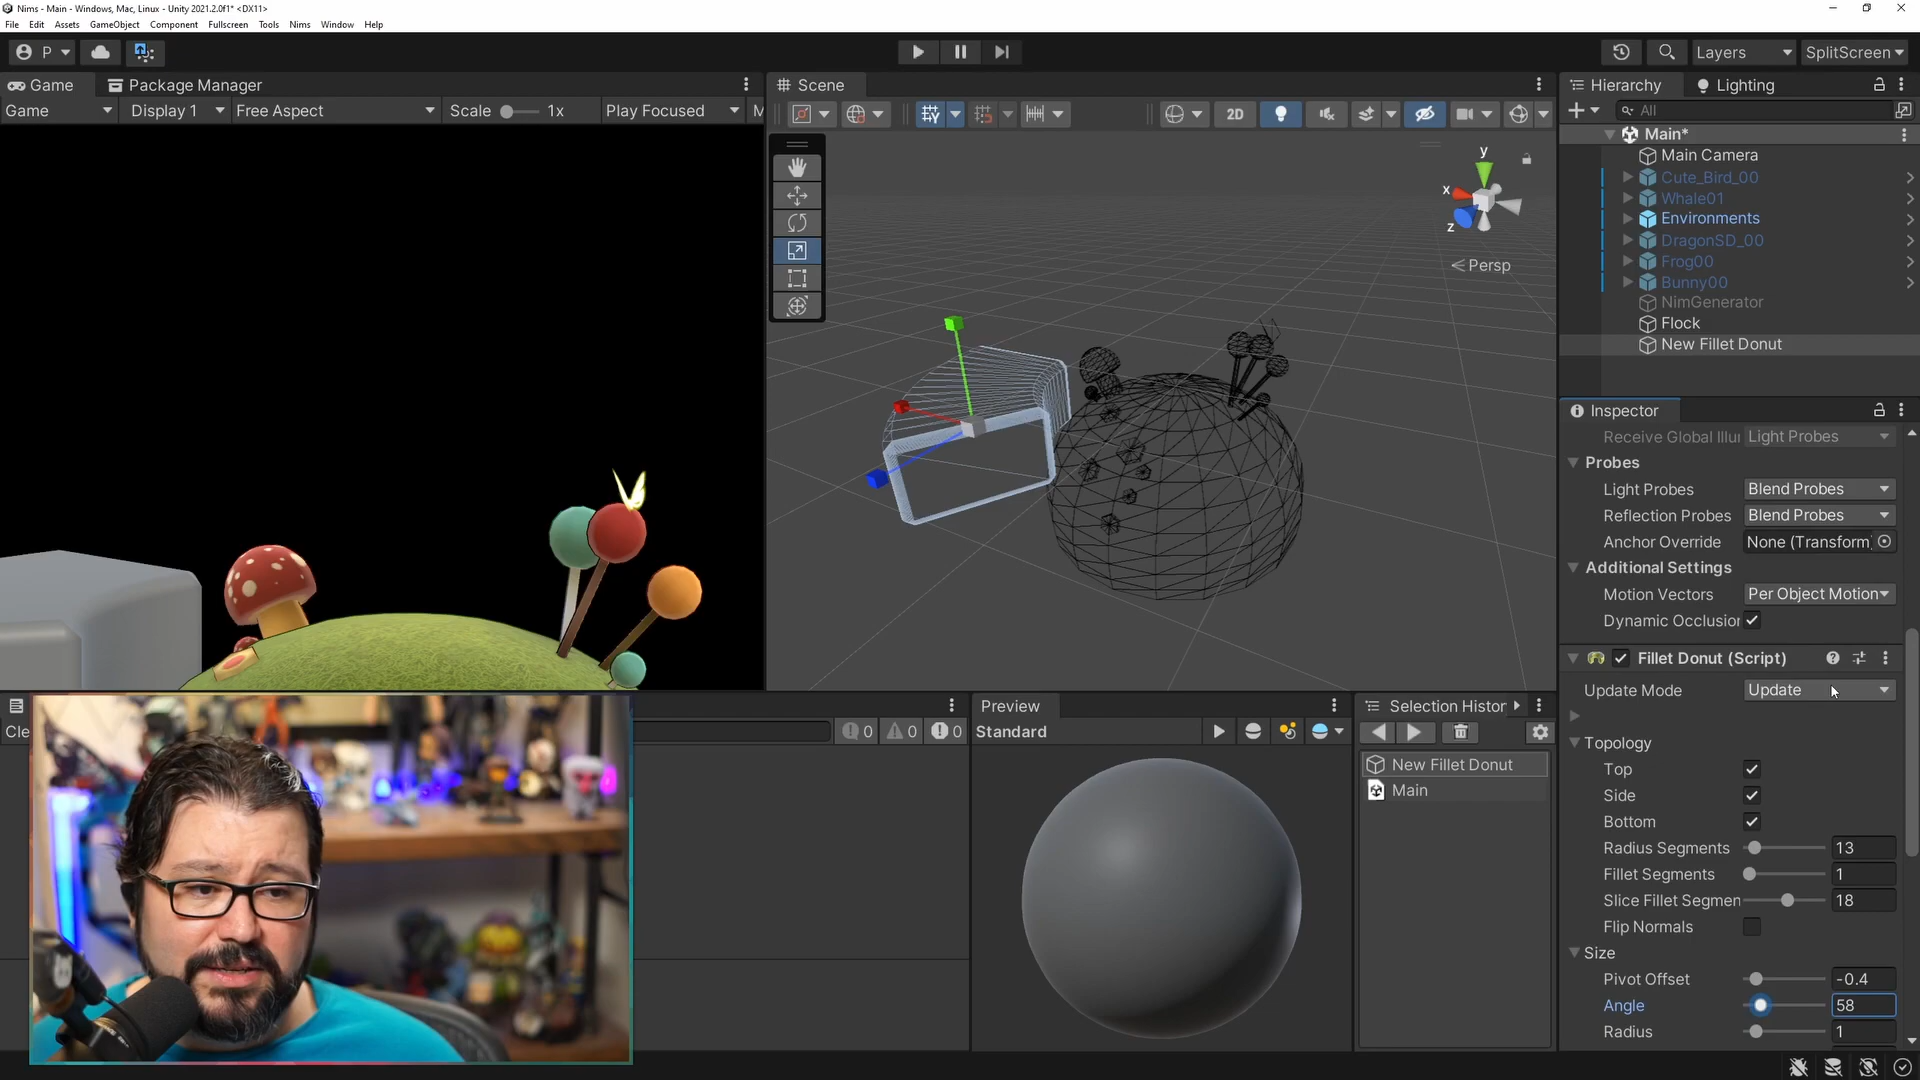 Nims - Main - Windows, Mac, Linux - Unity 2021.2.0f1* <DX11>
File Edit Assets GameObject Component Fullscreen Tools Nims Window Help
P Layers SplitScreen
Game Package Manager
Game Display 1 Free Aspect Scale 1x Play Focused M
Scene
2D
y
x
z
Persp
Hierarchy Lighting
All
Main*
Main Camera
Cute_Bird_00
Whale01
Environments
DragonSD_00
Frog00
Bunny00
NimGenerator
Flock
New Fillet Donut
Inspector
Receive Global Illui Light Probes
Probes
Light Probes Blend Probes
Reflection Probes Blend Probes
Anchor Override None (Transform)
Additional Settings
Motion Vectors Per Object Motion
Dynamic Occlusior
Fillet Donut (Script)
Update Mode Update
Topology
Top
Side
Bottom
Radius Segments 13
Fillet Segments 1
Slice Fillet Segmen 18
Flip Normals
Size
Pivot Offset -0.4
Angle 58
Radius 1
Cle 0 0 0
Preview
Standard
Selection Histor
New Fillet Donut
Main